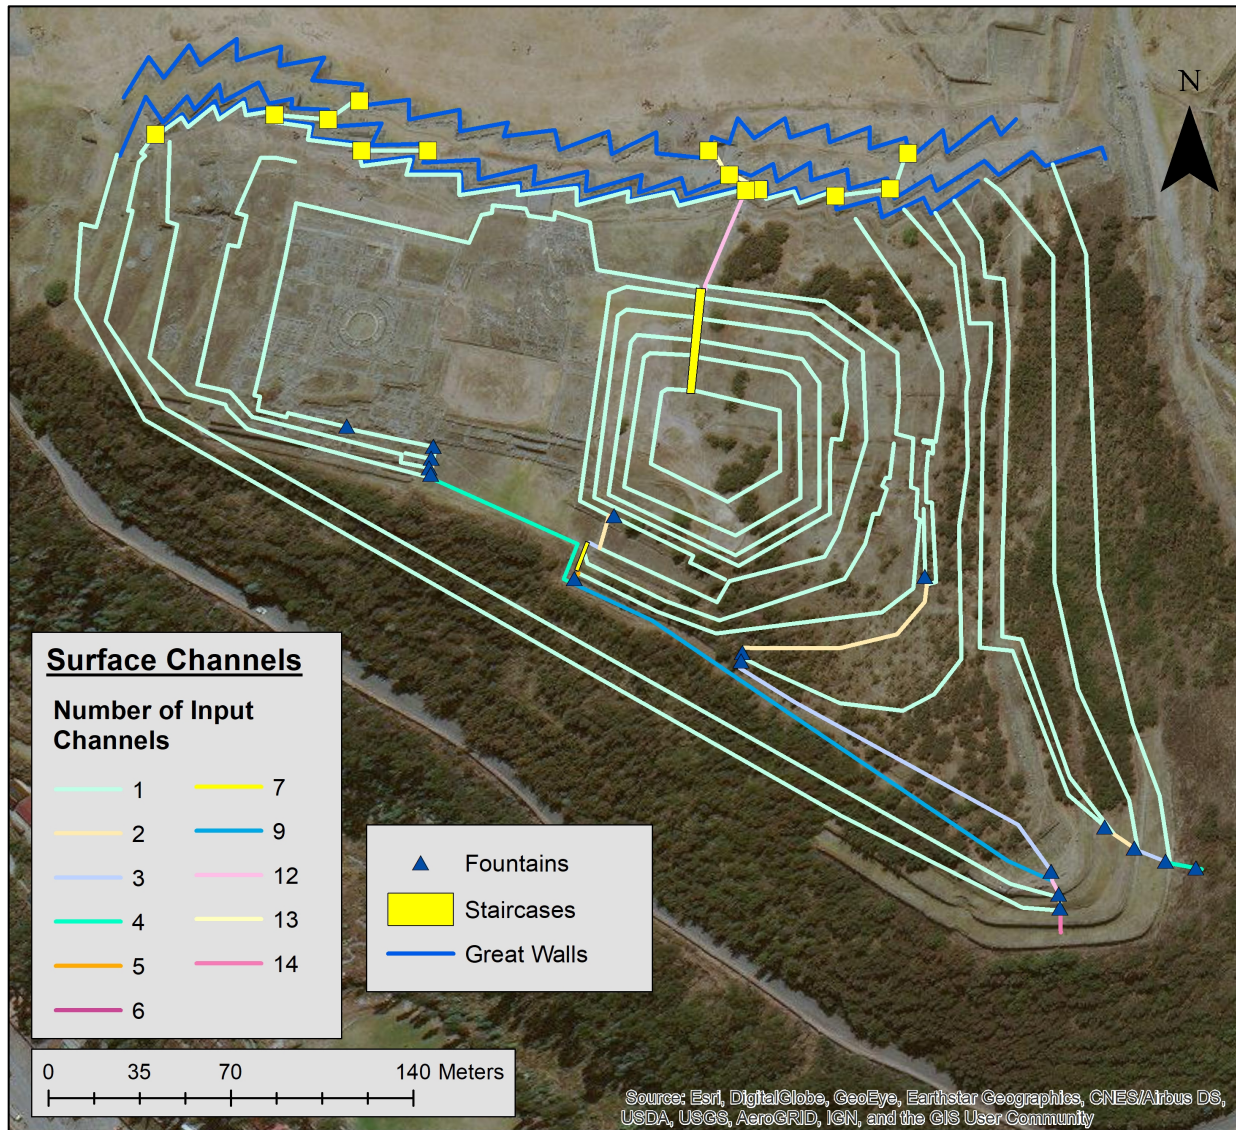 N
Surface Channels
Number of Input
Channels
1
2
3
4
5
6
7
9
12
13
14
Fountains
Staircases
Great Walls
0 35 70 140 Meters
Source: Esri, DigitalGlobe, GeoEye, Earthstar Geographics, CNES/Airbus DS,
USDA, USGS, AeroGRID, IGN, and the GIS User Community